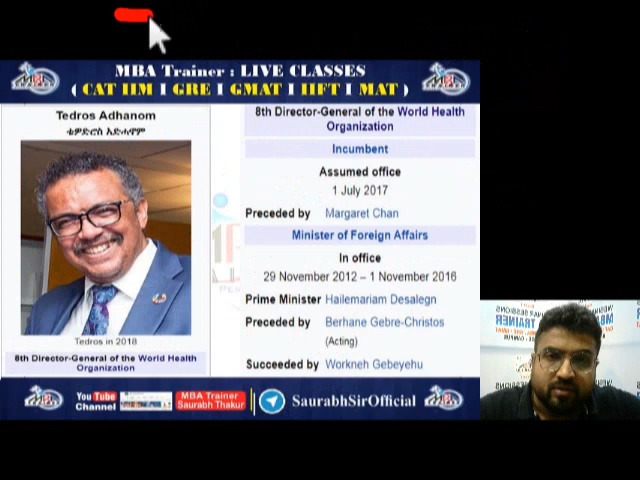 MBA Trainer : LIVE CLASSES
( CAT IIM I GRE I GMAT I IIFT I MAT )
Tedros Adhanom
ቴዎድሮስ አድሓኖም
Tedros in 2018
8th Director-General of the World Health
Organization
8th Director-General of the World Health
Organization
Incumbent
Assumed office
1 July 2017
Preceded by Margaret Chan
Minister of Foreign Affairs
In office
29 November 2012 – 1 November 2016
Prime Minister Hailemariam Desalegn
Preceded by Berhane Gebre-Christos
(Acting)
Succeeded by Workneh Gebeyehu
You Tube
Channel
MBA Trainer
Saurabh Thakur
SaurabhSirOfficial
TRAINER